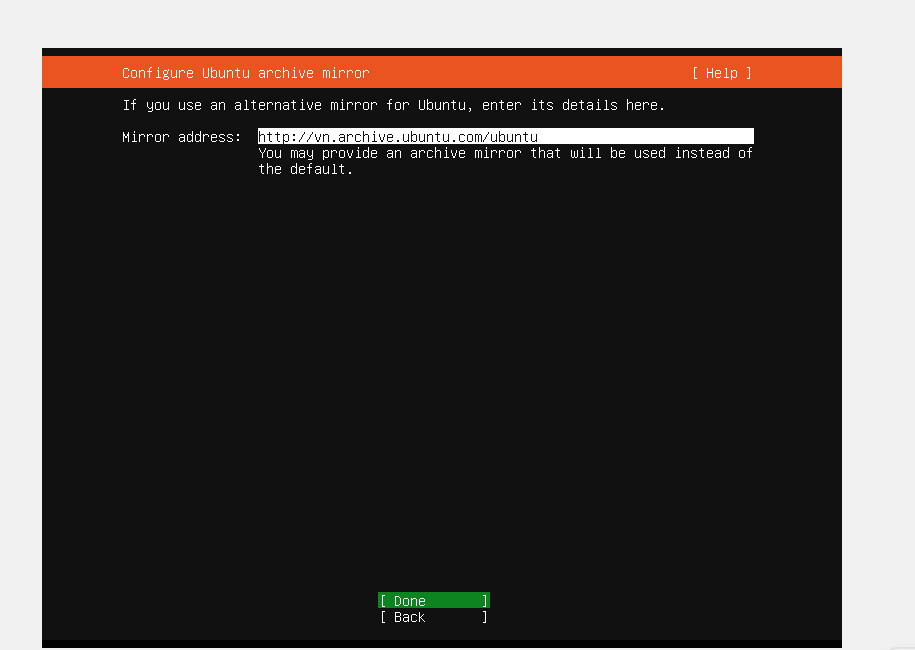 Configure Ubuntu archive mirror [ Help ]
If you use an alternative mirror for Ubuntu, enter its details here.
Mirror address: http://vn.archive.ubuntu.com/ubuntu
You may provide an archive mirror that will be used instead of
the default.
[ Done ]
[ Back ]